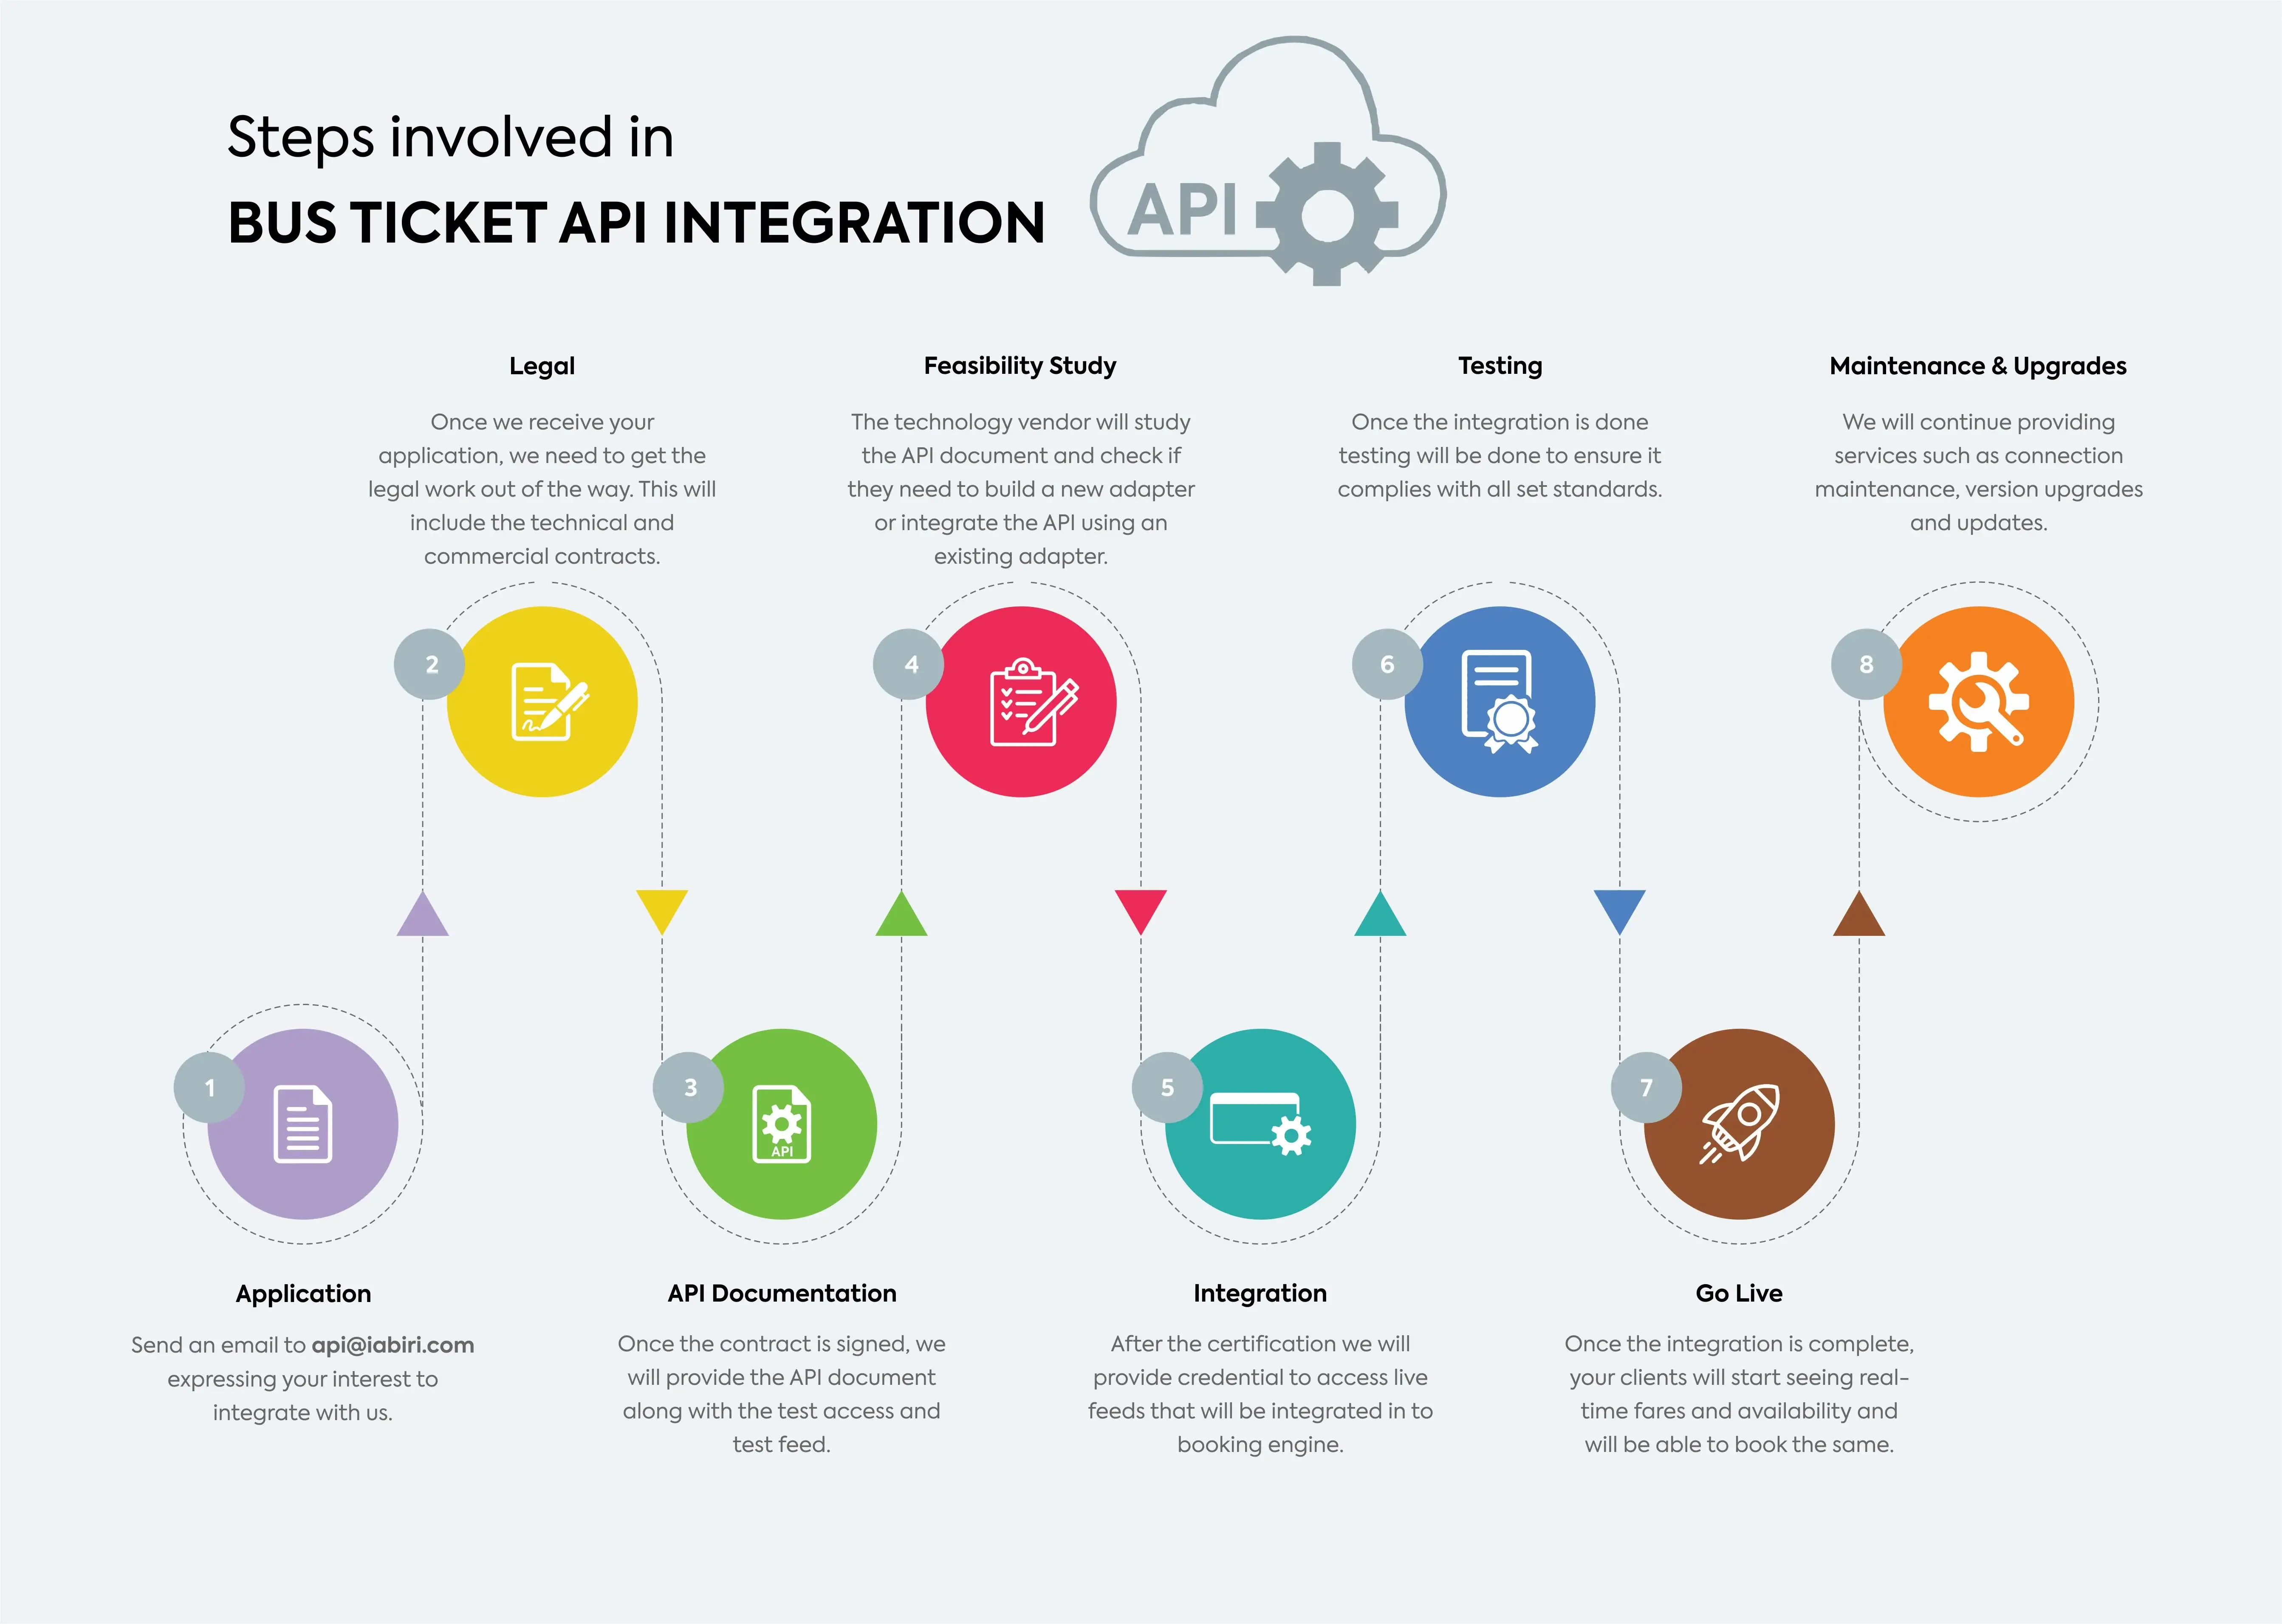 Steps involved in
BUS TICKET API INTEGRATION
API
1
Application
Send an email to api@iabiri.com
expressing your interest to
integrate with us.
2
Legal
Once we receive your
application, we need to get the
legal work out of the way. This will
include the technical and
commercial contracts.
3
API
API Documentation
Once the contract is signed, we
will provide the API document
along with the test access and
test feed.
4
Feasibility Study
The technology vendor will study
the API document and check if
they need to build a new adapter
or integrate the API using an
existing adapter.
5
Integration
After the certification we will
provide credential to access live
feeds that will be integrated in to
booking engine.
6
Testing
Once the integration is done
testing will be done to ensure it
complies with all set standards.
7
Go Live
Once the integration is complete,
your clients will start seeing real-
time fares and availability and
will be able to book the same.
8
Maintenance & Upgrades
We will continue providing
services such as connection
maintenance, version upgrades
and updates.